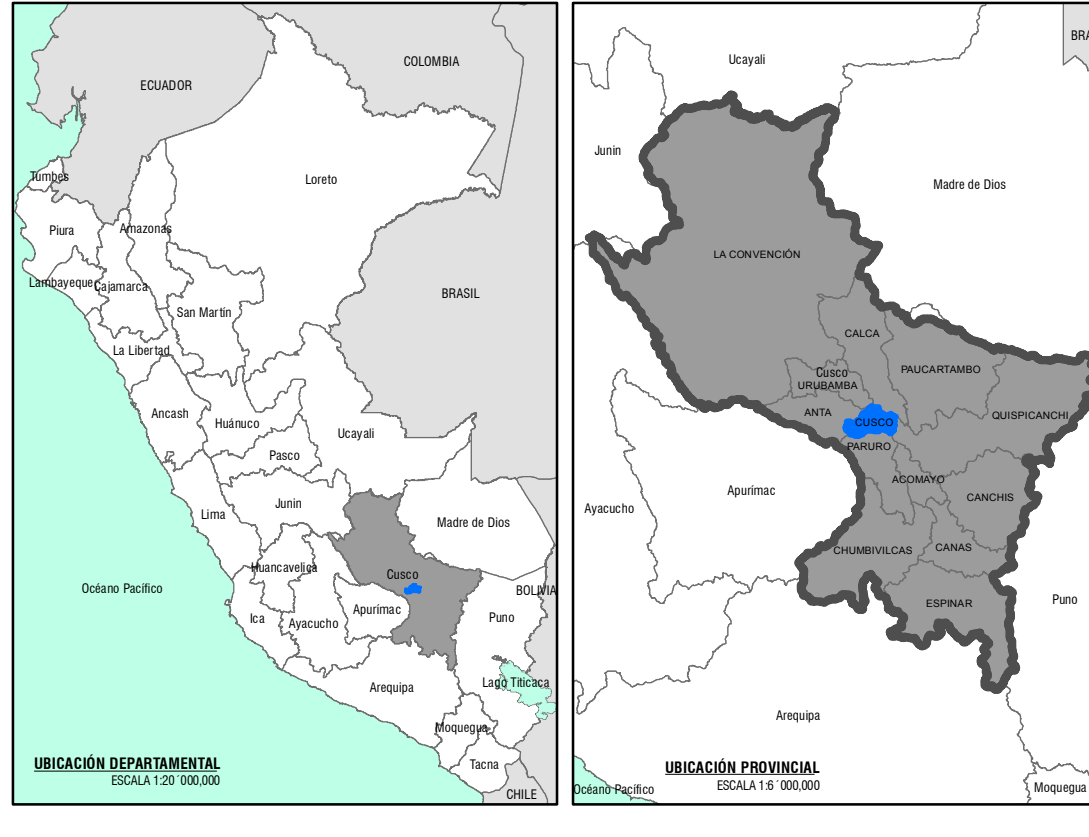 ECUADOR
COLOMBIA
Tumbes
Loreto
Piura
Amazonas
Lambayeque
Cajamarca
BRASIL
San Martín
La Libertad
Ancash
Huánuco
Ucayali
Pasco
Junin
Lima
Madre de Dios
Huancavelica
Cusco
Océano Pacífico
BOLIVIA
Ica
Apurímac
Ayacucho
Puno
Lago Titicaca
Arequipa
Moquegua
Tacna
CHILE
UBICACIÓN DEPARTAMENTAL
ESCALA 1:20´000,000
BRA
Ucayali
Junin
Madre de Dios
LA CONVENCIÓN
CALCA
PAUCARTAMBO
Cusco
URUBAMBA
ANTA
QUISPICANCHI
CUSCO
PARURO
ACOMAYO
Apurímac
CANCHIS
Ayacucho
CHUMBIVILCAS
CANAS
ESPINAR
Puno
Arequipa
UBICACIÓN PROVINCIAL
ESCALA 1:6´000,000
Océano Pacífico
Moquegua